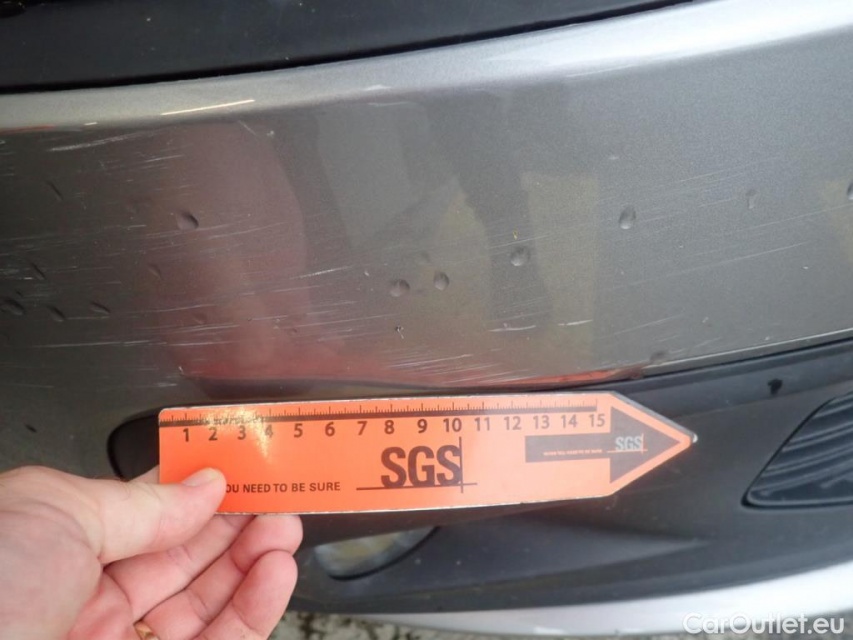 1 2 3 4 5 6 7 8 9 10 11 12 13 14 15
SGS
SGS
OU NEED TO BE SURE
CarOutlet.eu